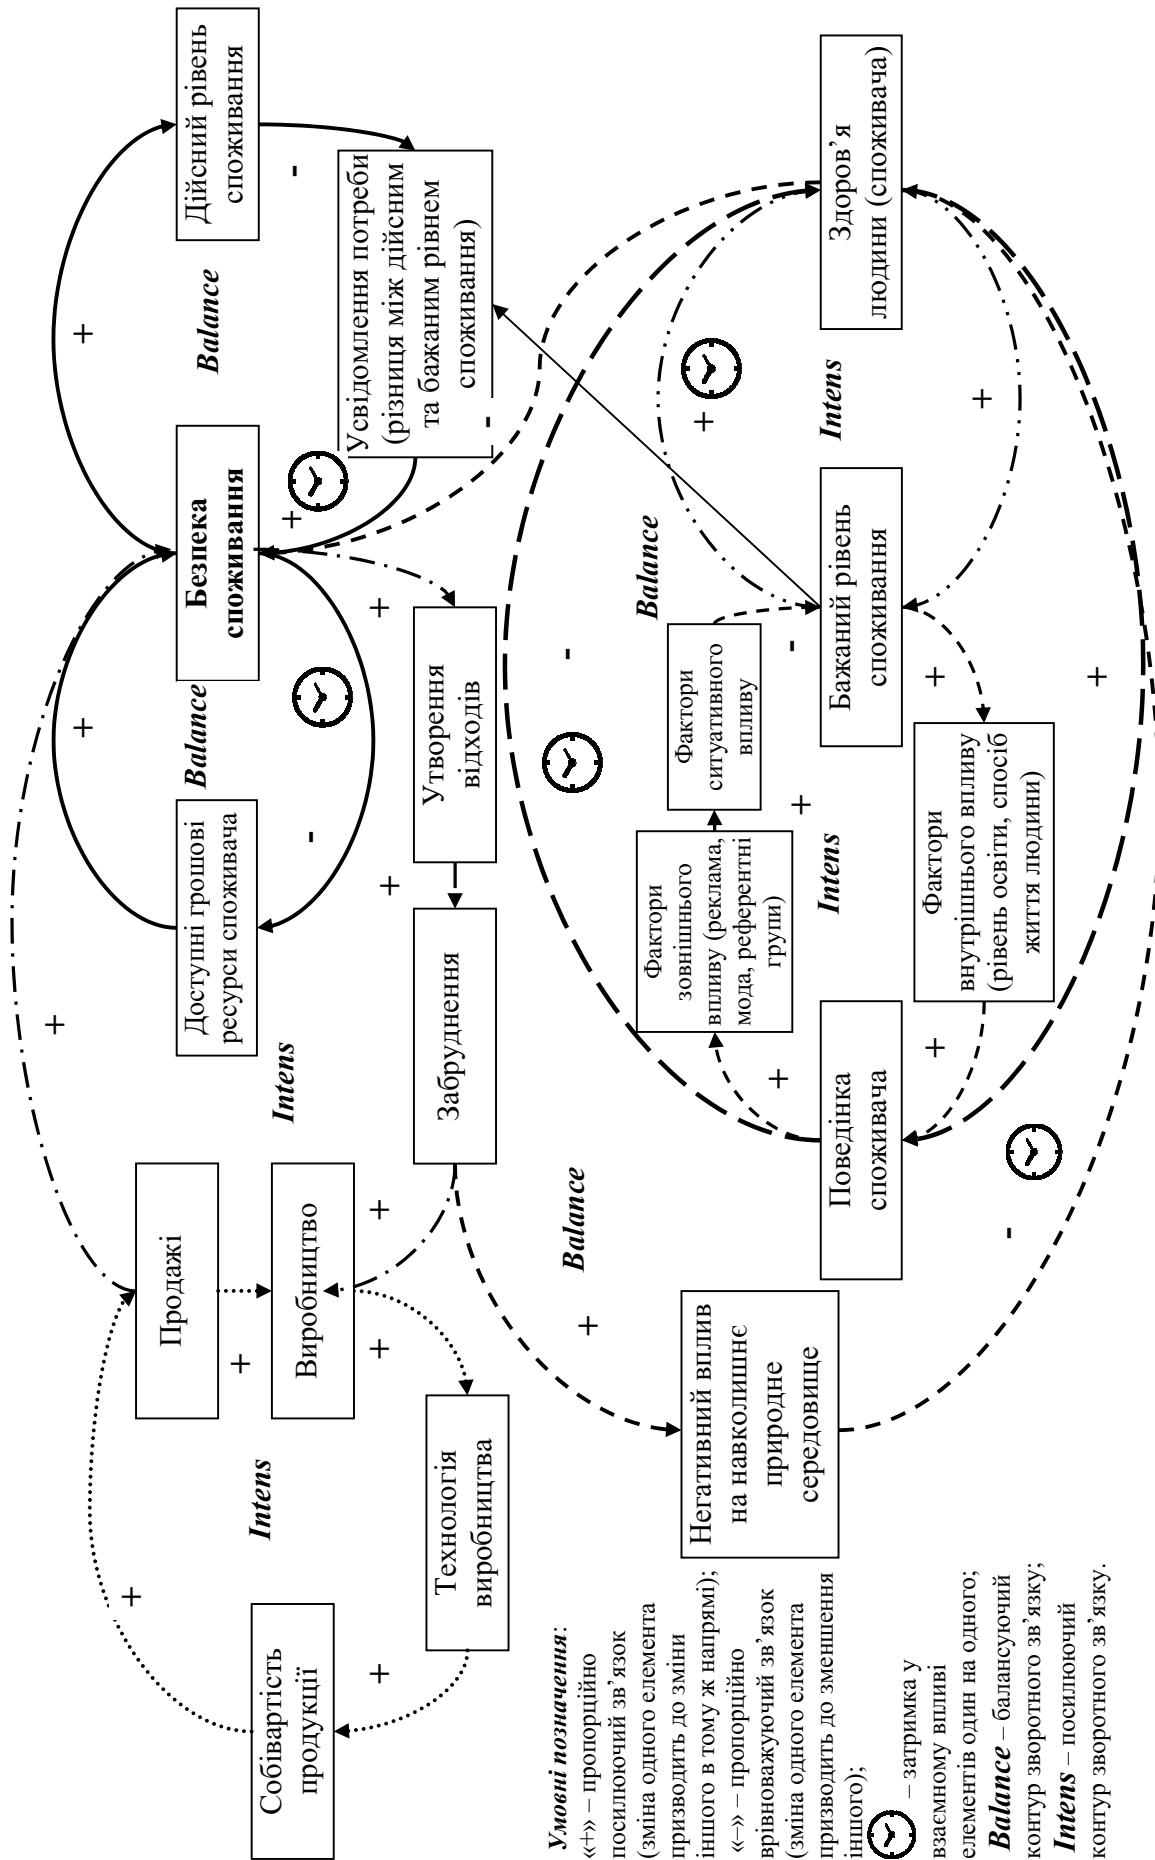 +
+
+
Дійсний рівень
споживання
Безпека
споживання
Balance
Balance
Доступні грошові
ресурси споживача
Продажі
+
Собівартість
продукції
Intens
+
Виробництво
Intens
-
+
-
Усвідомлення потреби
(різниця між дійсним
та бажаним рівнем
споживання)
-
+
+
+
+
+
Утворення
відходів
Забруднення
Технологія
виробництва
Balance
+
-
Негативний вплив
на навколишнє
природне
середовище
Balance
+
Фактори
ситуативного
впливу
Фактори
зовнішнього
впливу (реклама,
мода, референтні
групи)
+
-
+
Intens
Intens
Здоров’я
людини (споживача)
Бажаний рівень
споживання
Поведінка
споживача
+
+
+
Фактори
внутрішнього впливу
(рівень освіти, спосіб
життя людини)
-
+
Умовні позначення:
«+» – пропорційно
посилюючий зв’язок
(зміна одного елемента
призводить до зміни
іншого в тому ж напрямі);
«–» – пропорційно
врівноважуючий зв’язок
(зміна одного елемента
призводить до зменшення
іншого);
– затримка у
взаємному впливі
елементів один на одного;
Balance – балансуючий
контур зворотного зв’язку;
Intens – посилюючий
контур зворотного зв’язку.